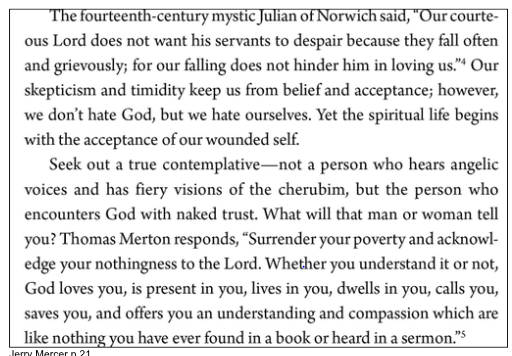 The fourteenth-century mystic Julian of Norwich said, “Our courte-
ous Lord does not want his servants to despair because they fall often
and grievously; for our falling does not hinder him in loving us.”⁴ Our
skepticism and timidity keep us from belief and acceptance; however,
we don’t hate God, but we hate ourselves. Yet the spiritual life begins
with the acceptance of our wounded self.
Seek out a true contemplative—not a person who hears angelic
voices and has fiery visions of the cherubim, but the person who
encounters God with naked trust. What will that man or woman tell
you? Thomas Merton responds, “Surrender your poverty and acknowl-
edge your nothingness to the Lord. Whether you understand it or not,
God loves you, is present in you, lives in you, dwells in you, calls you,
saves you, and offers you an understanding and compassion which are
like nothing you have ever found in a book or heard in a sermon.”⁵
Jerry Mercer p 21